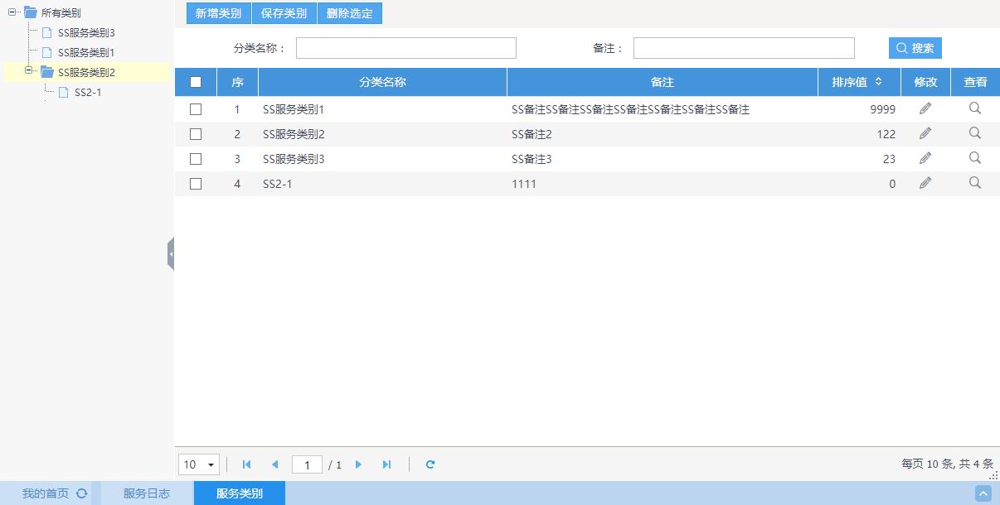 所有类别
SS服务类别3
SS服务类别1
SS服务类别2
SS2-1
新增类别 保存类别 删除选定
分类名称： 备注： 搜索
序 分类名称 备注 排序值 修改 查看
1 SS服务类别1 SS备注SS备注SS备注SS备注SS备注SS备注SS备注 9999
2 SS服务类别2 SS备注2 122
3 SS服务类别3 SS备注3 23
4 SS2-1 1111 0
10 1 / 1 每页 10 条, 共 4 条
我的首页 服务日志 服务类别